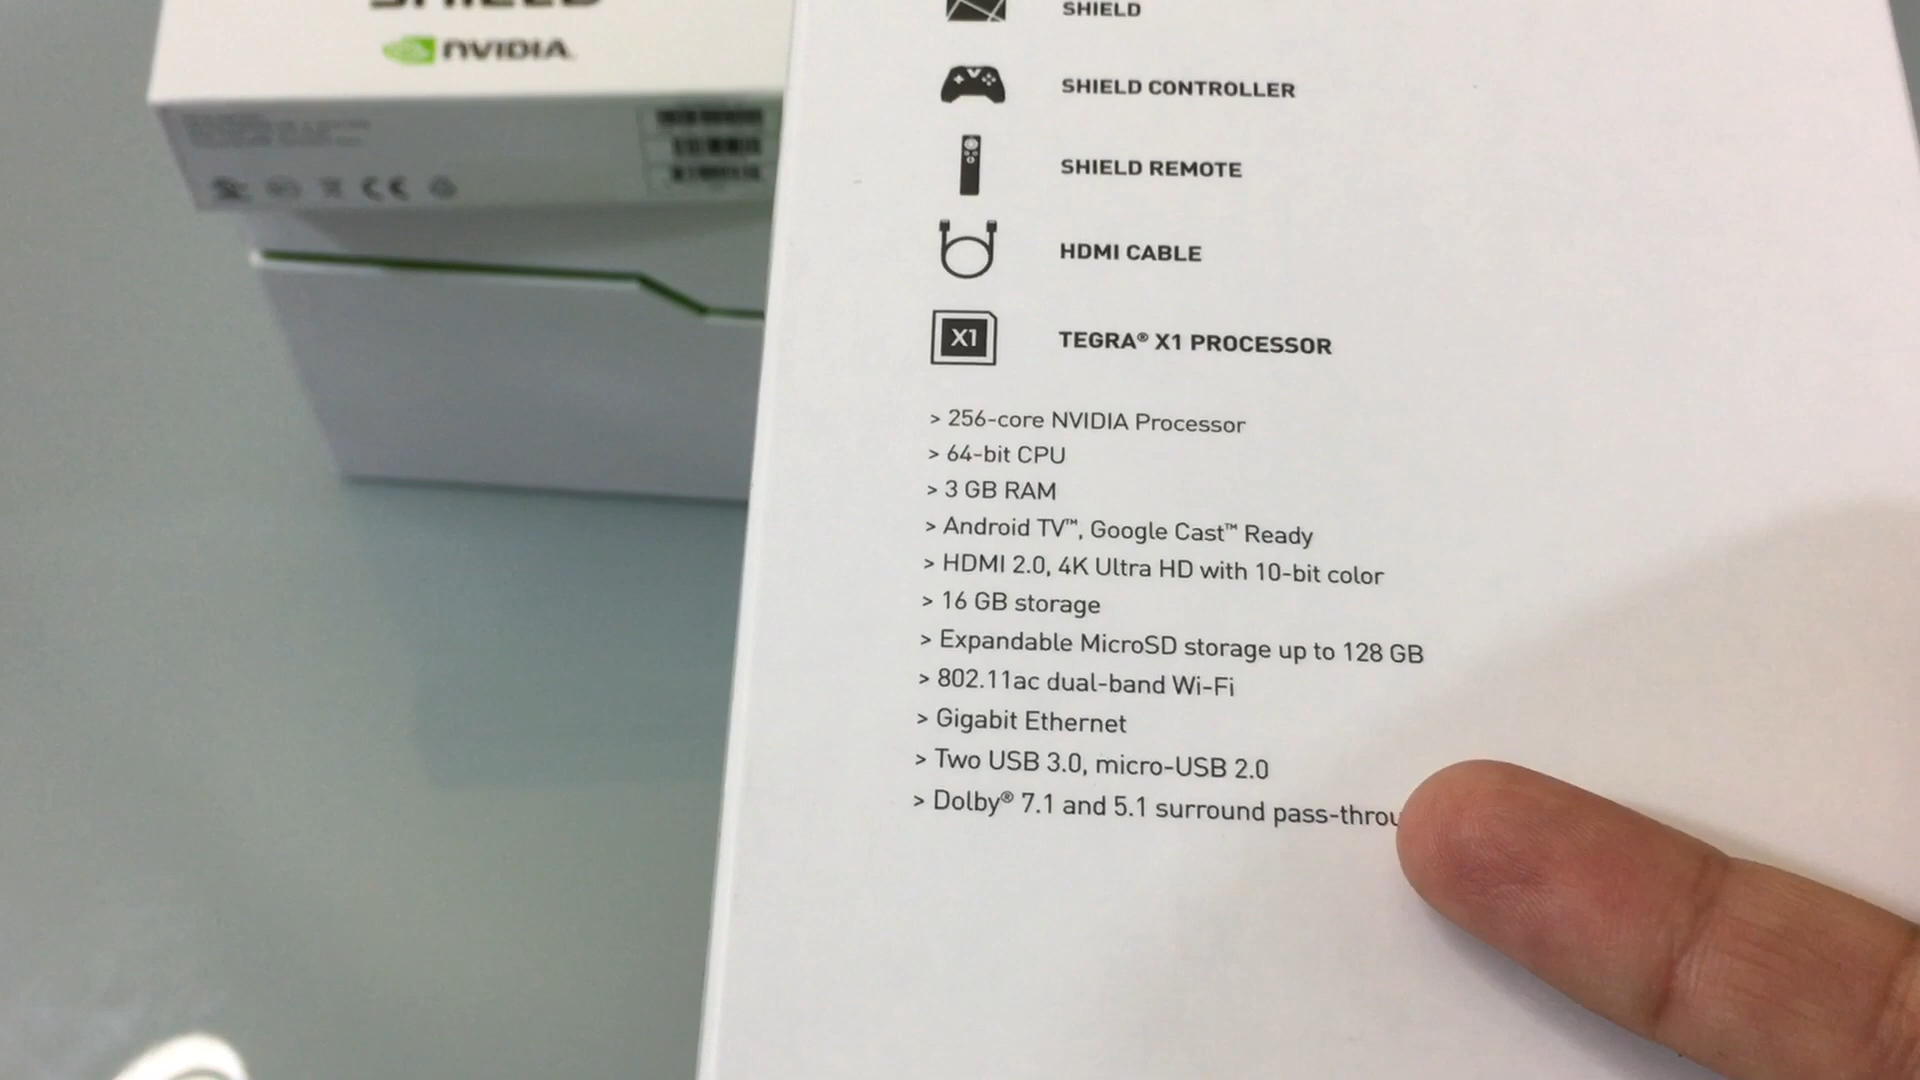 SHIELD
NVIDIA.
SHIELD
SHIELD CONTROLLER
SHIELD REMOTE
HDMI CABLE
X1
TEGRA® X1 PROCESSOR
> 256-core NVIDIA Processor
> 64-bit CPU
> 3 GB RAM
> Android TV™, Google Cast™ Ready
> HDMI 2.0, 4K Ultra HD with 10-bit color
> 16 GB storage
> Expandable MicroSD storage up to 128 GB
> 802.11ac dual-band Wi-Fi
> Gigabit Ethernet
> Two USB 3.0, micro-USB 2.0
> Dolby® 7.1 and 5.1 surround pass-throu